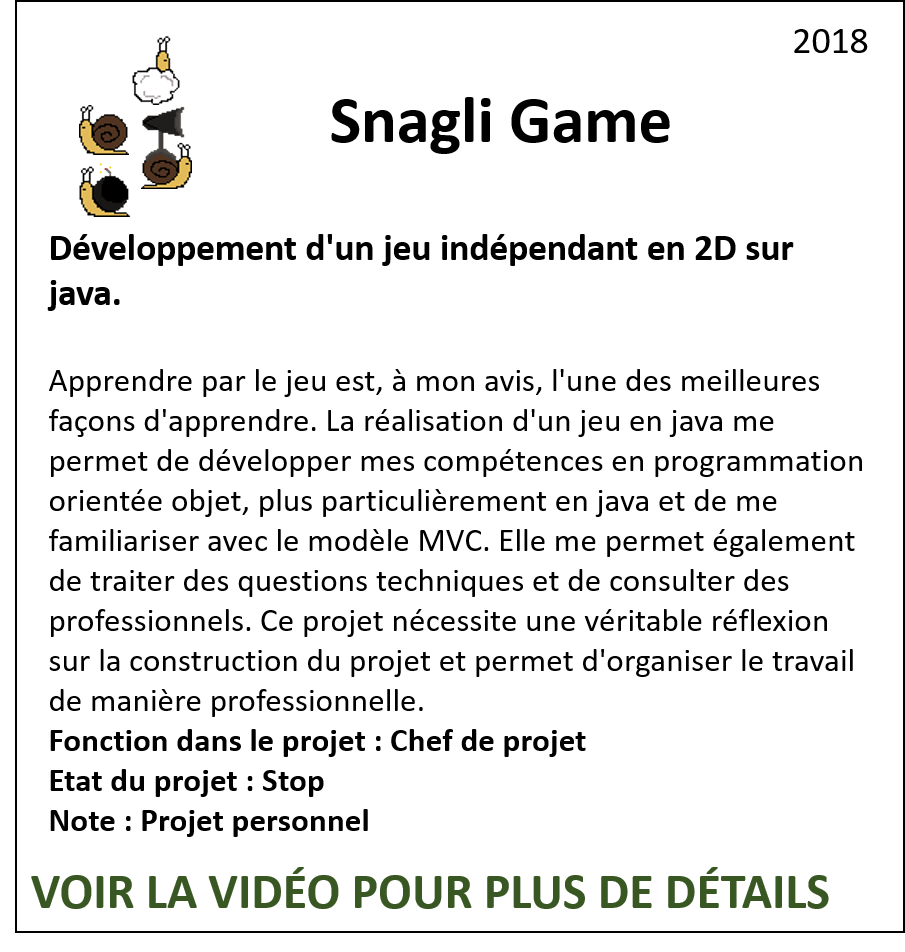 2018
Snagli Game
Développement d'un jeu indépendant en 2D sur
java.
Apprendre par le jeu est, à mon avis, l'une des meilleures
façons d'apprendre. La réalisation d'un jeu en java me
permet de développer mes compétences en programmation
orientée objet, plus particulièrement en java et de me
familiariser avec le modèle MVC. Elle me permet également
de traiter des questions techniques et de consulter des
professionnels. Ce projet nécessite une véritable réflexion
sur la construction du projet et permet d'organiser le travail
de manière professionnelle.
Fonction dans le projet : Chef de projet
Etat du projet : Stop
Note : Projet personnel
VOIR LA VIDÉO POUR PLUS DE DÉTAILS